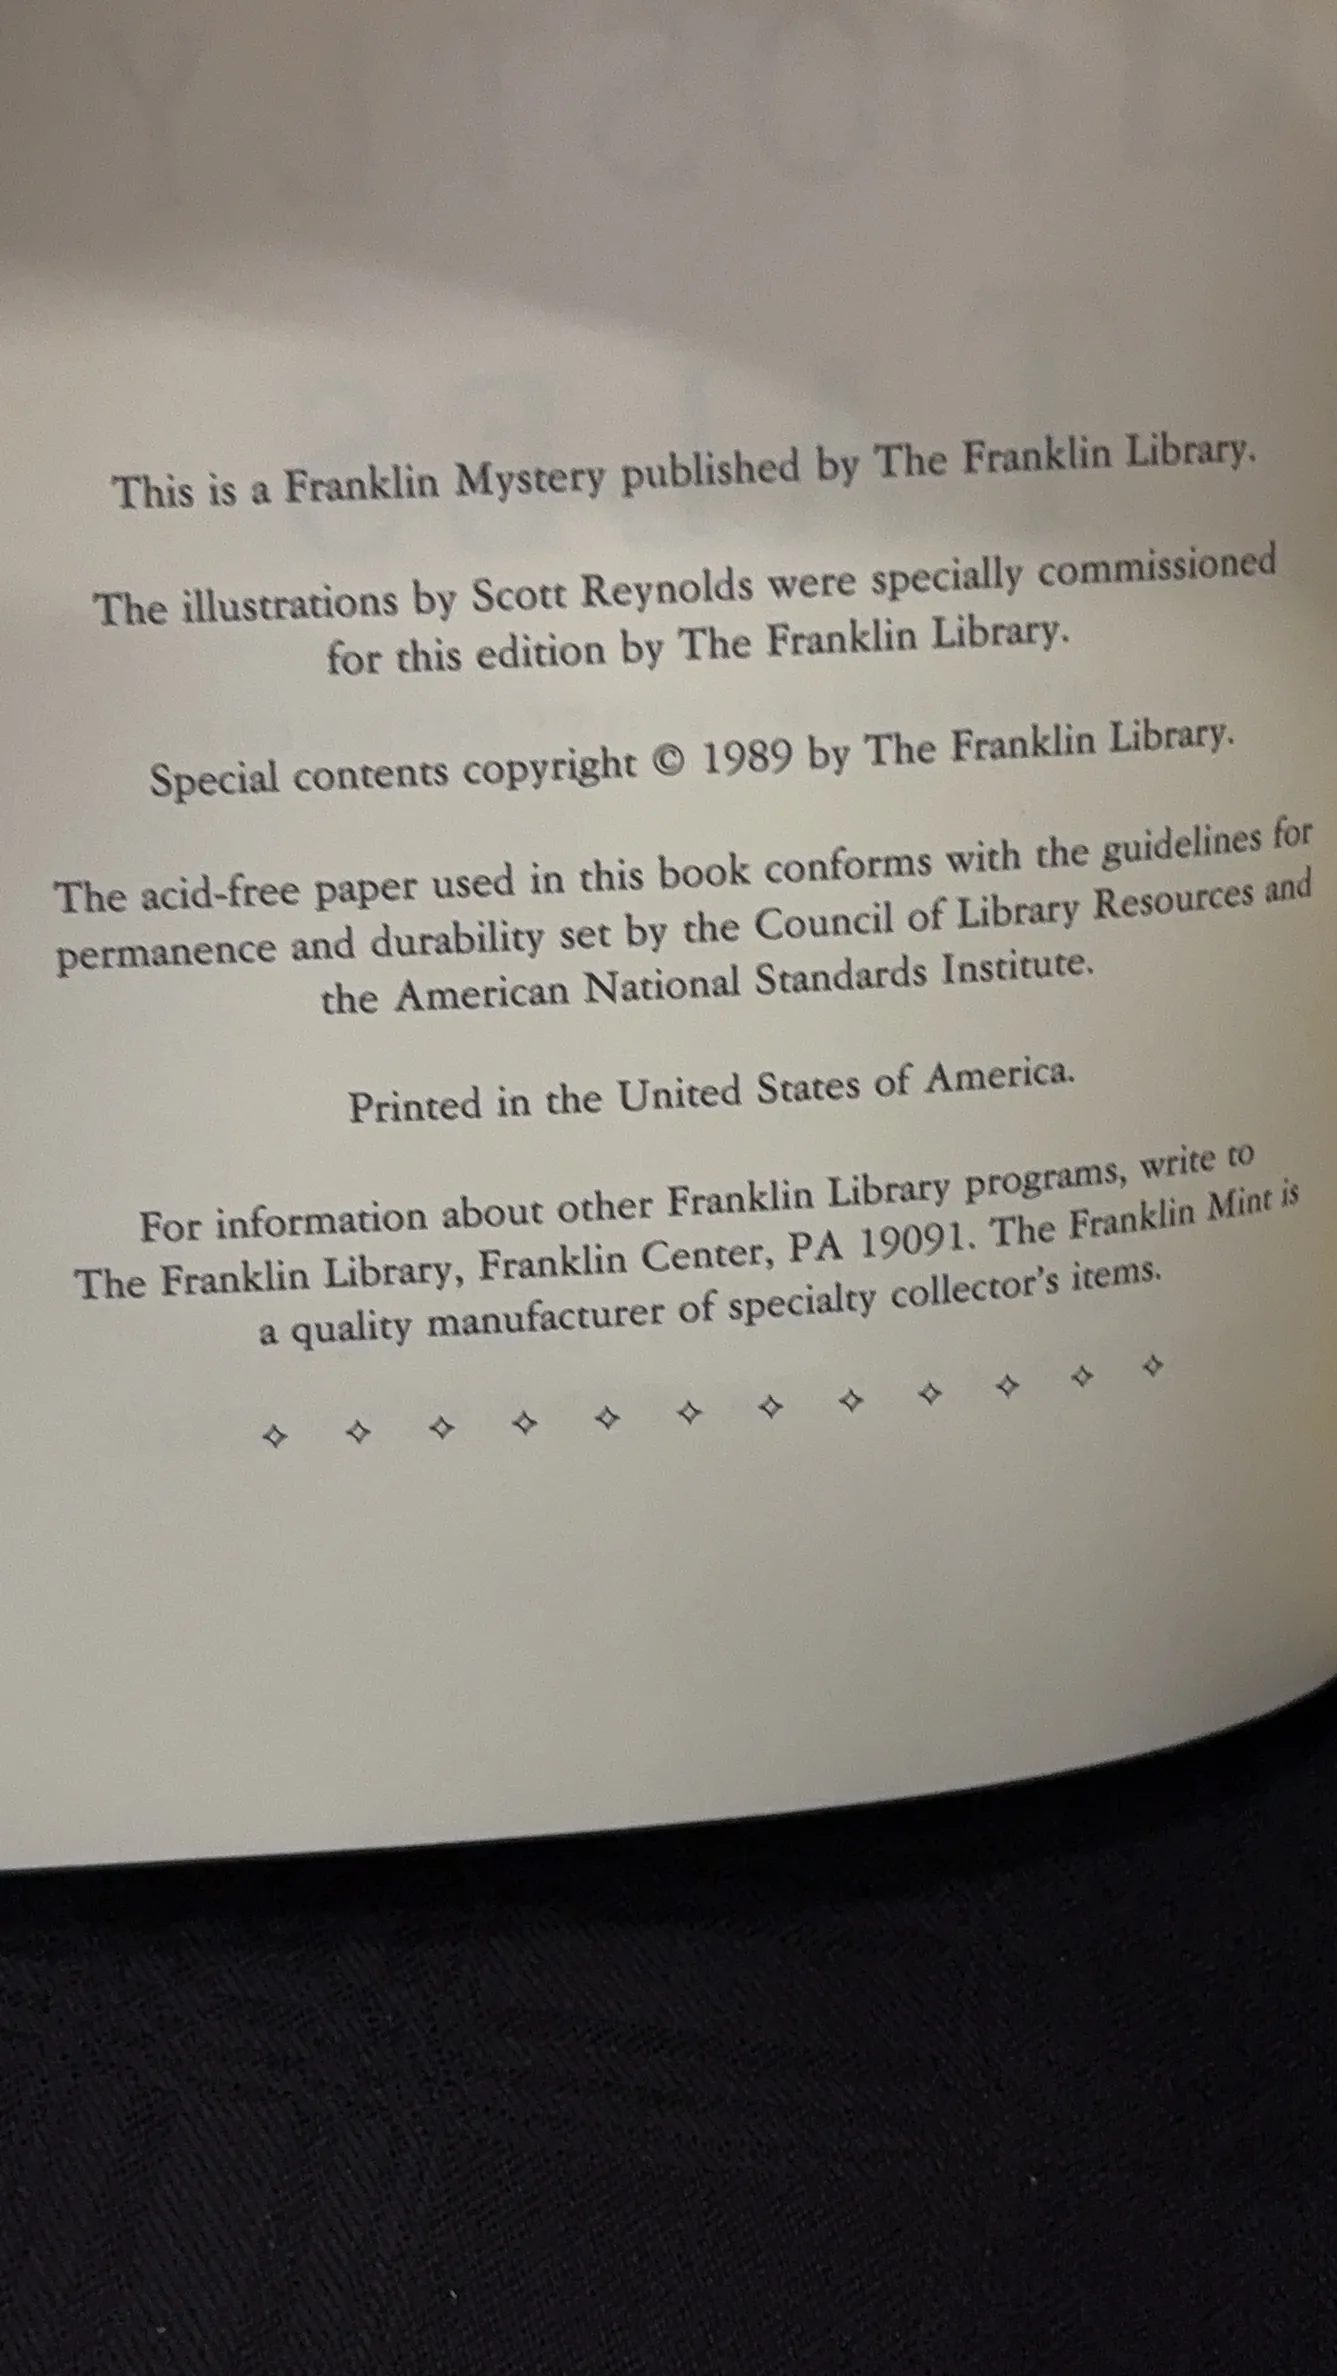 This is a Franklin Mystery published by The Franklin Library.
The illustrations by Scott Reynolds were specially commissioned
for this edition by The Franklin Library.
Special contents copyright © 1989 by The Franklin Library.
The acid-free paper used in this book conforms with the guidelines for
permanence and durability set by the Council of Library Resources and
the American National Standards Institute.
Printed in the United States of America.
For information about other Franklin Library programs, write to
The Franklin Library, Franklin Center, PA 19091. The Franklin Mint is
a quality manufacturer of specialty collector's items.